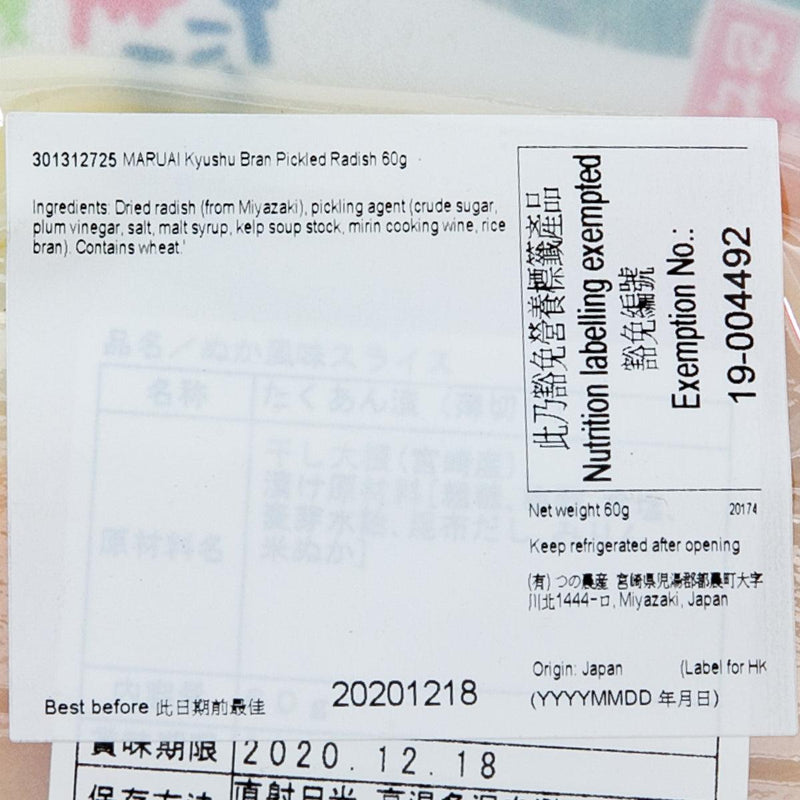 301312725 MARUAI Kyushu Bran Pickled Radish 60g
Ingredients: Dried radish (from Miyazaki), pickling agent (crude sugar,
plum vinegar, salt, malt syrup, kelp soup stock, mirin cooking wine, rice
bran). Contains wheat.
此乃豁免營養標籤產品
Nutrition labelling exempted
豁免編號
Exemption No.:
19-004492
品名/ぬか風味スライス
名称 たくあん漬
原材料名
干し大根(宮崎産)
漬け原材料
麦芽水飴、昆布だし
米ぬか]
Net weight 60g 20174
Keep refrigerated after opening
(有) つの農産 宮崎県児湯郡都農町大字
川北1444-ロ, Miyazaki, Japan
Origin: Japan (Label for HK
Best before 此日期前最佳 20201218 (YYYYMMDD 年月日)
賞味期限 2020.12.18
保存方法 直射日光